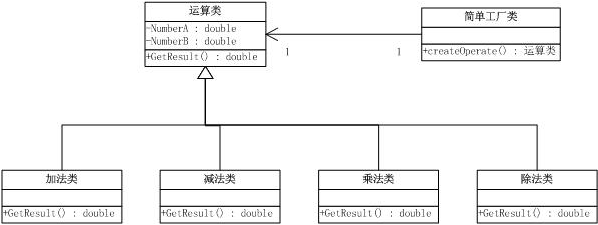 运算类
-NumberA : double
-NumberB : double
+GetResult() : double
简单工厂类
+createOperate() : 运算类
1
1
加法类
+GetResult() : double
减法类
+GetResult() : double
乘法类
+GetResult() : double
除法类
+GetResult() : double